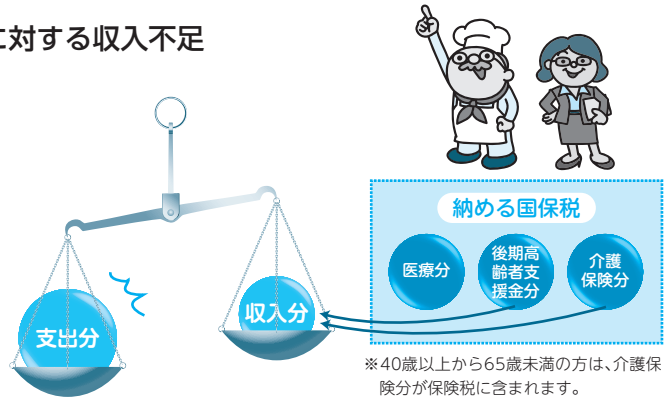 に対する収入不足
納める国保税
医療分
後期高
齢者支
援金分
介護
保険分
収入分
支出分
※40歳以上から65歳未満の方は、介護保
険分が保険税に含まれます。